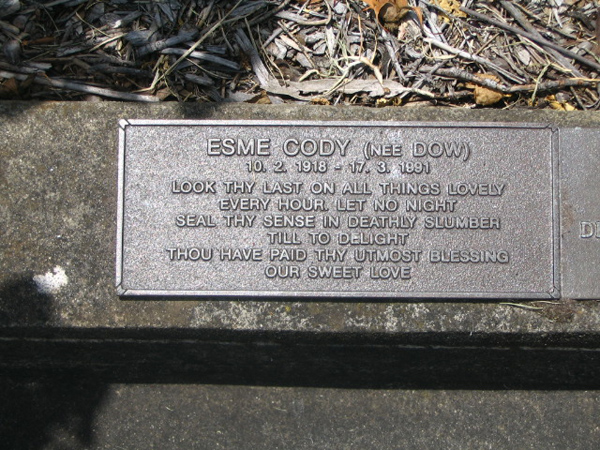 ESME CODY (NEE DOW)
10. 2. 1918 - 17. 3. 1991
LOOK THY LAST ON ALL THINGS LOVELY
EVERY HOUR. LET NO NIGHT
SEAL THY SENSE IN DEATHLY SLUMBER
TILL TO DELIGHT
THOU HAVE PAID THY UTMOST BLESSING
OUR SWEET LOVE